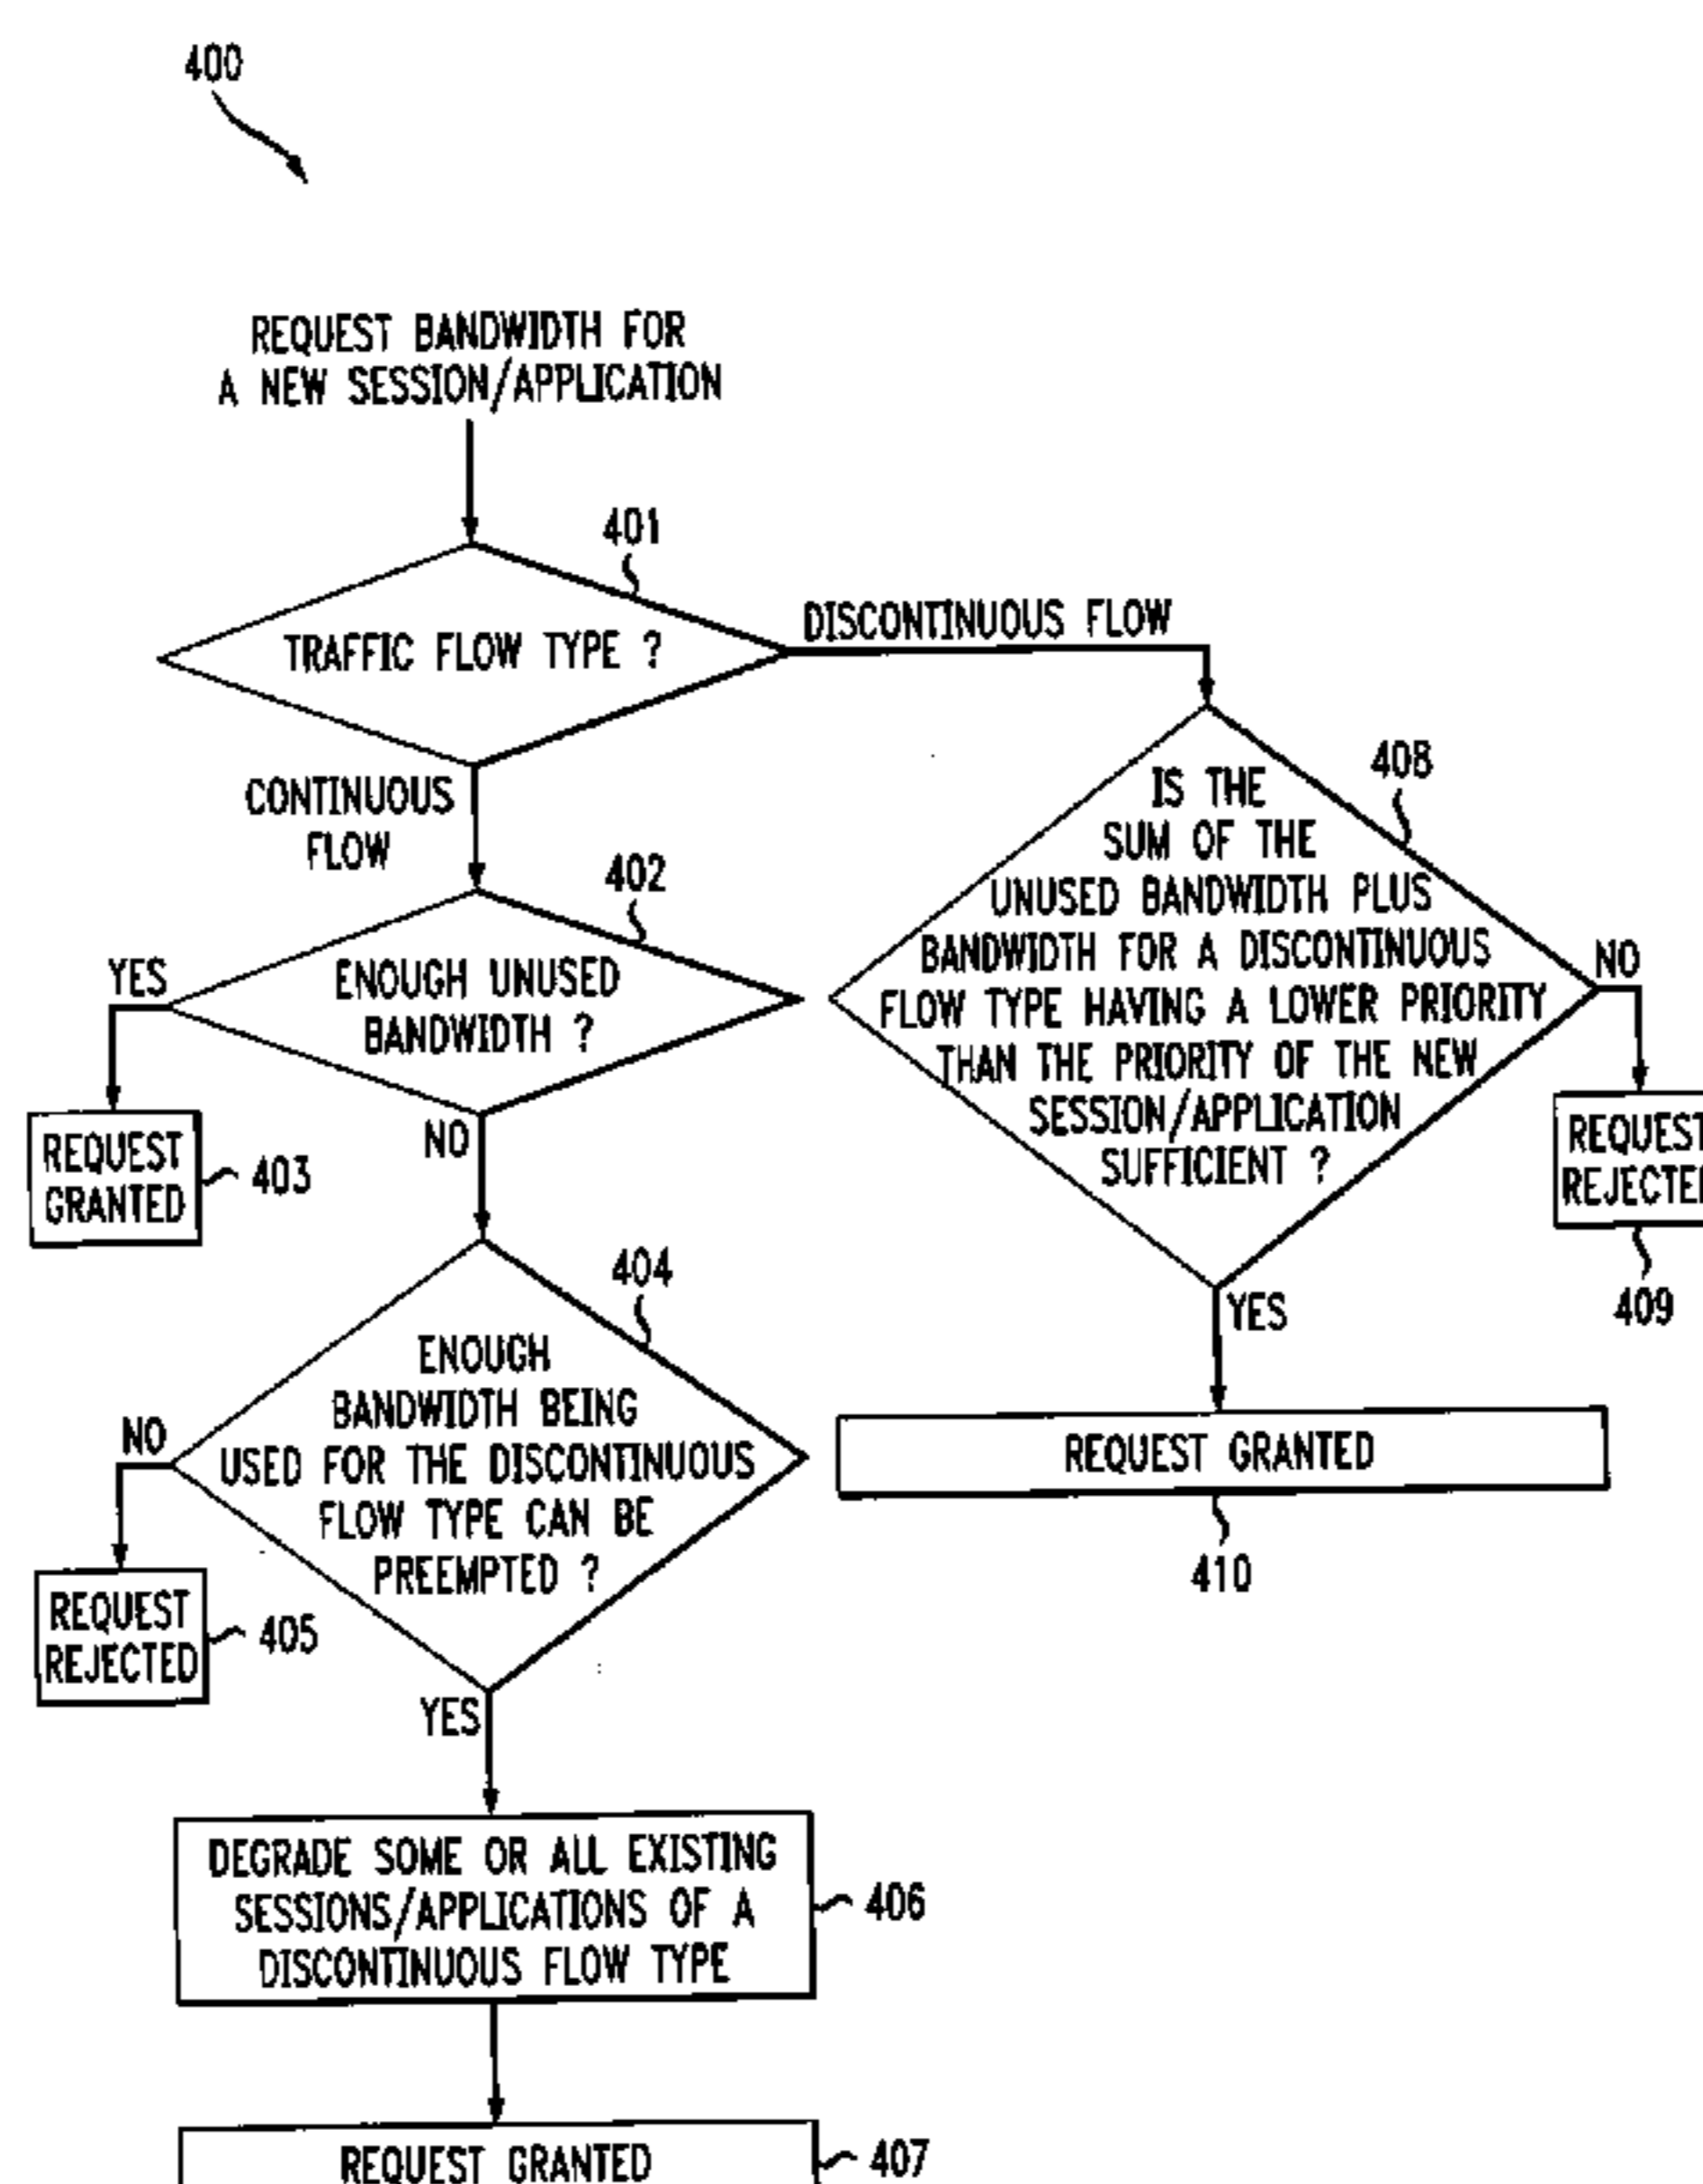 400
REQUEST BANDWIDTH FOR
A NEW SESSION/APPLICATION
401
TRAFFIC FLOW TYPE ?
DISCONTINUOUS FLOW
CONTINUOUS
FLOW
402
YES
ENOUGH UNUSED
BANDWIDTH ?
NO
REQUEST
GRANTED
403
404
ENOUGH
BANDWIDTH BEING
USED FOR THE DISCONTINUOUS
FLOW TYPE CAN BE
PREEMPTED ?
NO
REQUEST
REJECTED
405
YES
DEGRADE SOME OR ALL EXISTING
SESSIONS/APPLICATIONS OF A
DISCONTINUOUS FLOW TYPE
406
REQUEST GRANTED
407
408
IS THE
SUM OF THE
UNUSED BANDWIDTH PLUS
BANDWIDTH FOR A DISCONTINUOUS
FLOW TYPE HAVING A LOWER PRIORITY
THAN THE PRIORITY OF THE NEW
SESSION/APPLICATION
SUFFICIENT ?
NO
REQUEST
REJECTE
409
YES
REQUEST GRANTED
410